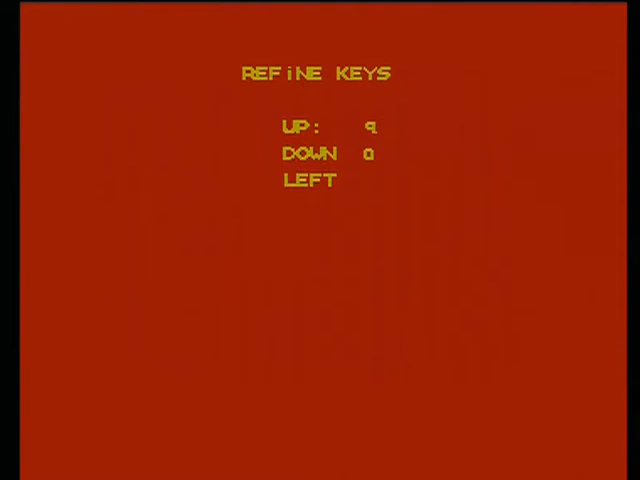 REFiNE KEYS
UP: q
DOWN a
LEFT